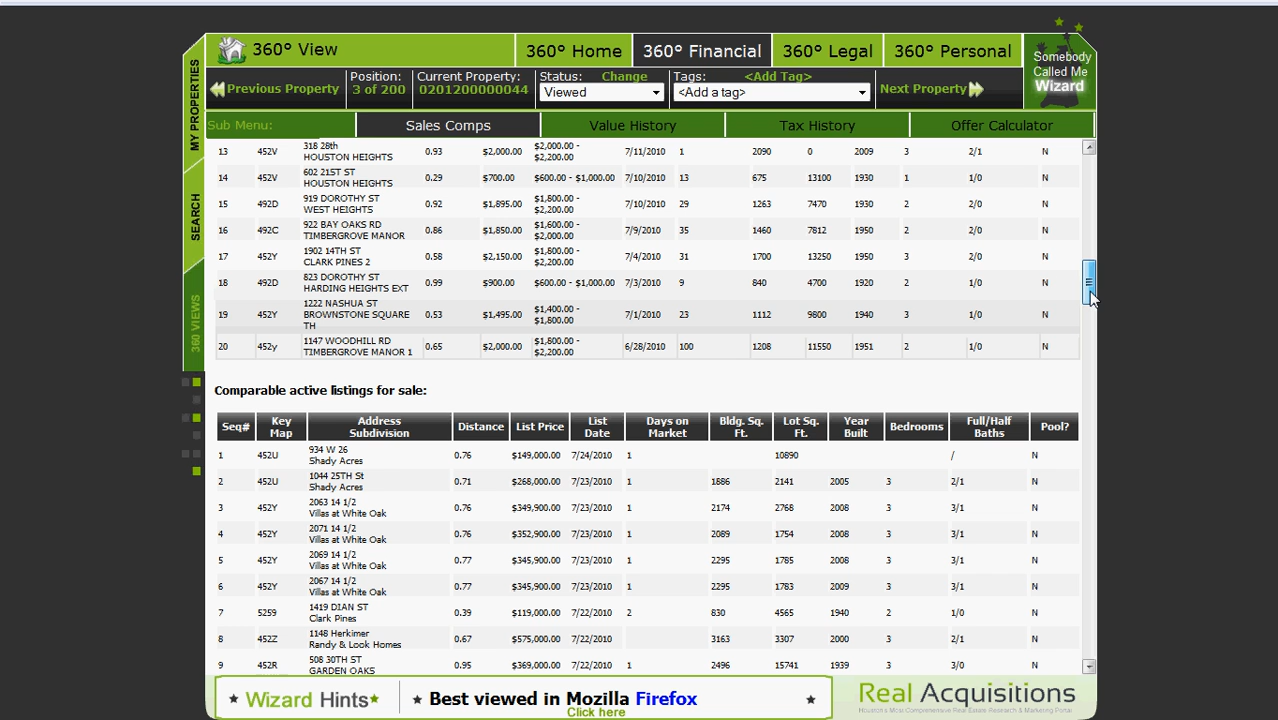 360° View
360° Home
360° Financial
360° Legal
360° Personal
Somebody
Called Me
Wizard
MY PROPERTIES
SEARCH
360 VIEWS
Previous Property
Position:
3 of 200
Current Property:
0201200000044
Status: Change
Viewed
Tags: <Add Tag>
<Add a tag>
Next Property
Sub Menu:
Sales Comps
Value History
Tax History
Offer Calculator
13 452V 318 28th HOUSTON HEIGHTS 0.93 $2,000.00 $2,000.00 - $2,200.00 7/11/2010 1 2090 0 2009 3 2/1 N
14 452V 602 21ST ST HOUSTON HEIGHTS 0.29 $700.00 $600.00 - $1,000.00 7/10/2010 13 675 13100 1930 1 1/0 N
15 492D 919 DOROTHY ST WEST HEIGHTS 0.92 $1,895.00 $1,800.00 - $2,200.00 7/10/2010 29 1263 7470 1930 2 2/0 N
16 492C 922 BAY OAKS RD TIMBERGROVE MANOR 0.86 $1,850.00 $1,600.00 - $2,000.00 7/9/2010 35 1460 7812 1950 2 2/0 N
17 452Y 1902 14TH ST CLARK PINES 2 0.58 $2,150.00 $1,800.00 - $2,200.00 7/4/2010 31 1700 13250 1950 3 2/0 N
18 492D 823 DOROTHY ST HARDING HEIGHTS EXT 0.99 $900.00 $600.00 - $1,000.00 7/3/2010 9 840 4700 1920 2 1/0 N
19 452Y 1222 NASHUA ST BROWNSTONE SQUARE TH 0.53 $1,495.00 $1,400.00 - $1,800.00 7/1/2010 23 1112 9800 1940 3 1/0 N
20 452y 1147 WOODHILL RD TIMBERGROVE MANOR 1 0.65 $2,000.00 $1,800.00 - $2,200.00 6/28/2010 100 1208 11550 1951 2 1/0 N
Comparable active listings for sale:
Seq# Key Map Address Subdivision Distance List Price List Date Days on Market Bldg. Sq. Ft. Lot Sq. Ft. Year Built Bedrooms Full/Half Baths Pool?
1 452U 934 W 26 Shady Acres 0.76 $149,000.00 7/24/2010 1 10890 / N
2 452U 1044 25TH St Shady Acres 0.71 $268,000.00 7/23/2010 1 1886 2141 2005 3 2/1 N
3 452Y 2063 14 1/2 Villas at White Oak 0.76 $349,900.00 7/23/2010 1 2174 2768 2008 3 3/1 N
4 452Y 2071 14 1/2 Villas at White Oak 0.76 $352,900.00 7/23/2010 1 2089 1754 2008 3 3/1 N
5 452Y 2069 14 1/2 Villas at White Oak 0.77 $345,900.00 7/23/2010 1 2295 1785 2008 3 3/1 N
6 452Y 2067 14 1/2 Villas at White Oak 0.77 $345,900.00 7/23/2010 1 2295 1783 2009 3 3/1 N
7 5259 1419 DIAN ST Clark Pines 0.39 $119,000.00 7/22/2010 2 830 4565 1940 2 1/0 N
8 452Z 1148 Herkimer Randy & Look Homes 0.67 $575,000.00 7/22/2010 3163 3307 2000 3 2/1 N
9 452R 508 30TH ST GARDEN OAKS 0.95 $369,000.00 7/22/2010 1 2496 15741 1939 3 3/0 N
Wizard Hints
Best viewed in Mozilla Firefox
Click here
Real Acquisitions
Houston's Most Comprehensive Real Estate Research & Marketing Portal